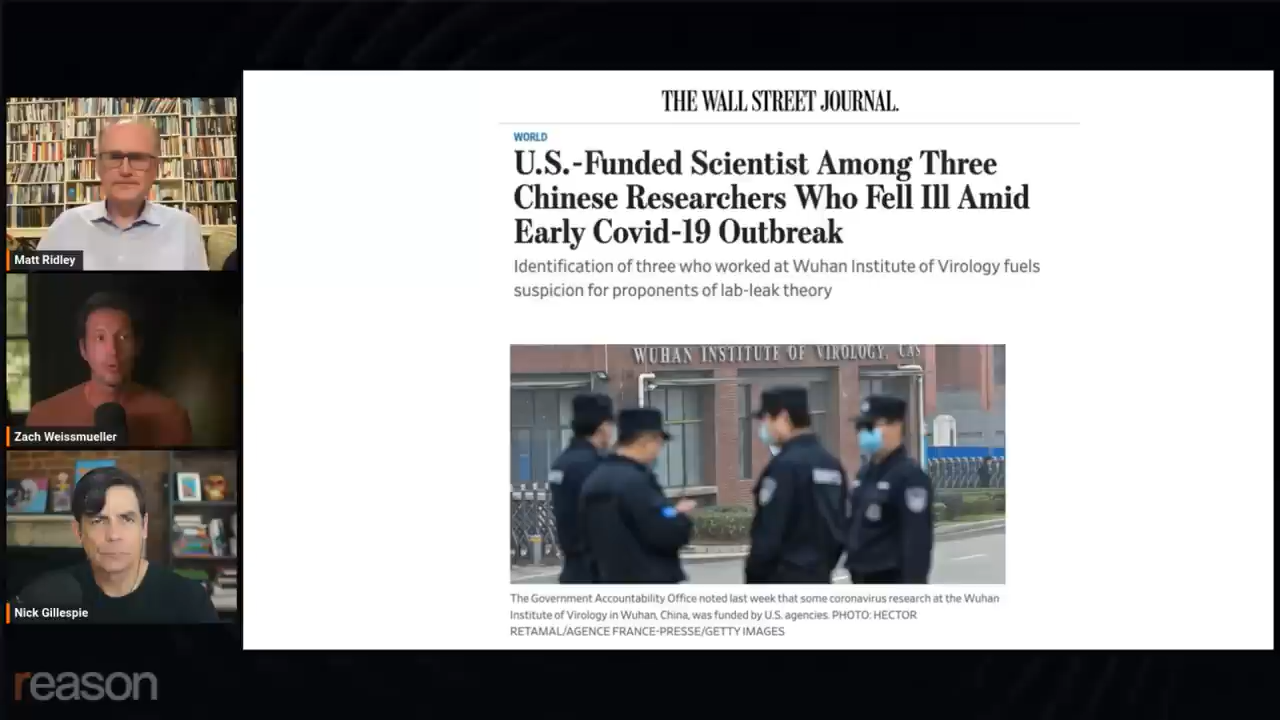 THE WALL STREET JOURNAL.
WORLD
U.S.-Funded Scientist Among Three
Chinese Researchers Who Fell Ill Amid
Early Covid-19 Outbreak
Identification of three who worked at Wuhan Institute of Virology fuels
suspicion for proponents of lab-leak theory
WUHAN INSTITUTE OF VIROLOGY, CAS
The Government Accountability Office noted last week that some coronavirus research at the Wuhan
Institute of Virology in Wuhan, China, was funded by U.S. agencies. PHOTO: HECTOR
RETAMAL/AGENCE FRANCE-PRESSE/GETTY IMAGES
Matt Ridley
Zach Weissmueller
Nick Gillespie
reason